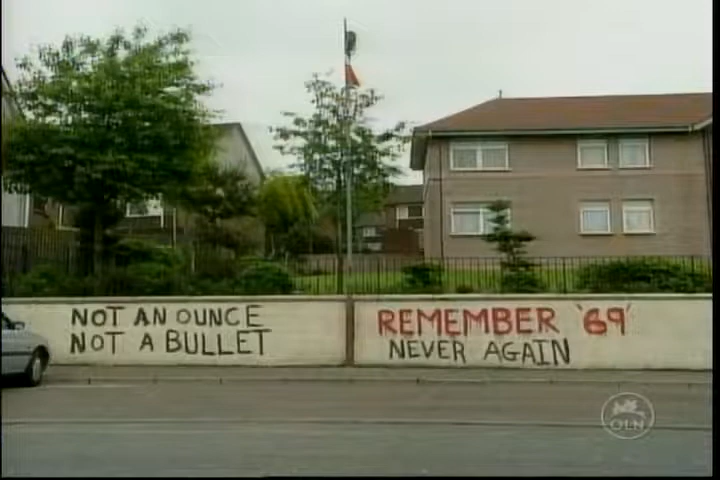 NOT AN OUNCE
NOT A BULLET
REMEMBER '69'
NEVER AGAIN
OLN